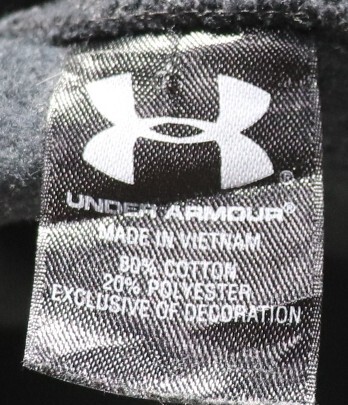 ®
UNDER ARMOUR®
MADE IN VIETNAM
80% COTTON
20% POLYESTER
EXCLUSIVE OF DECORATION